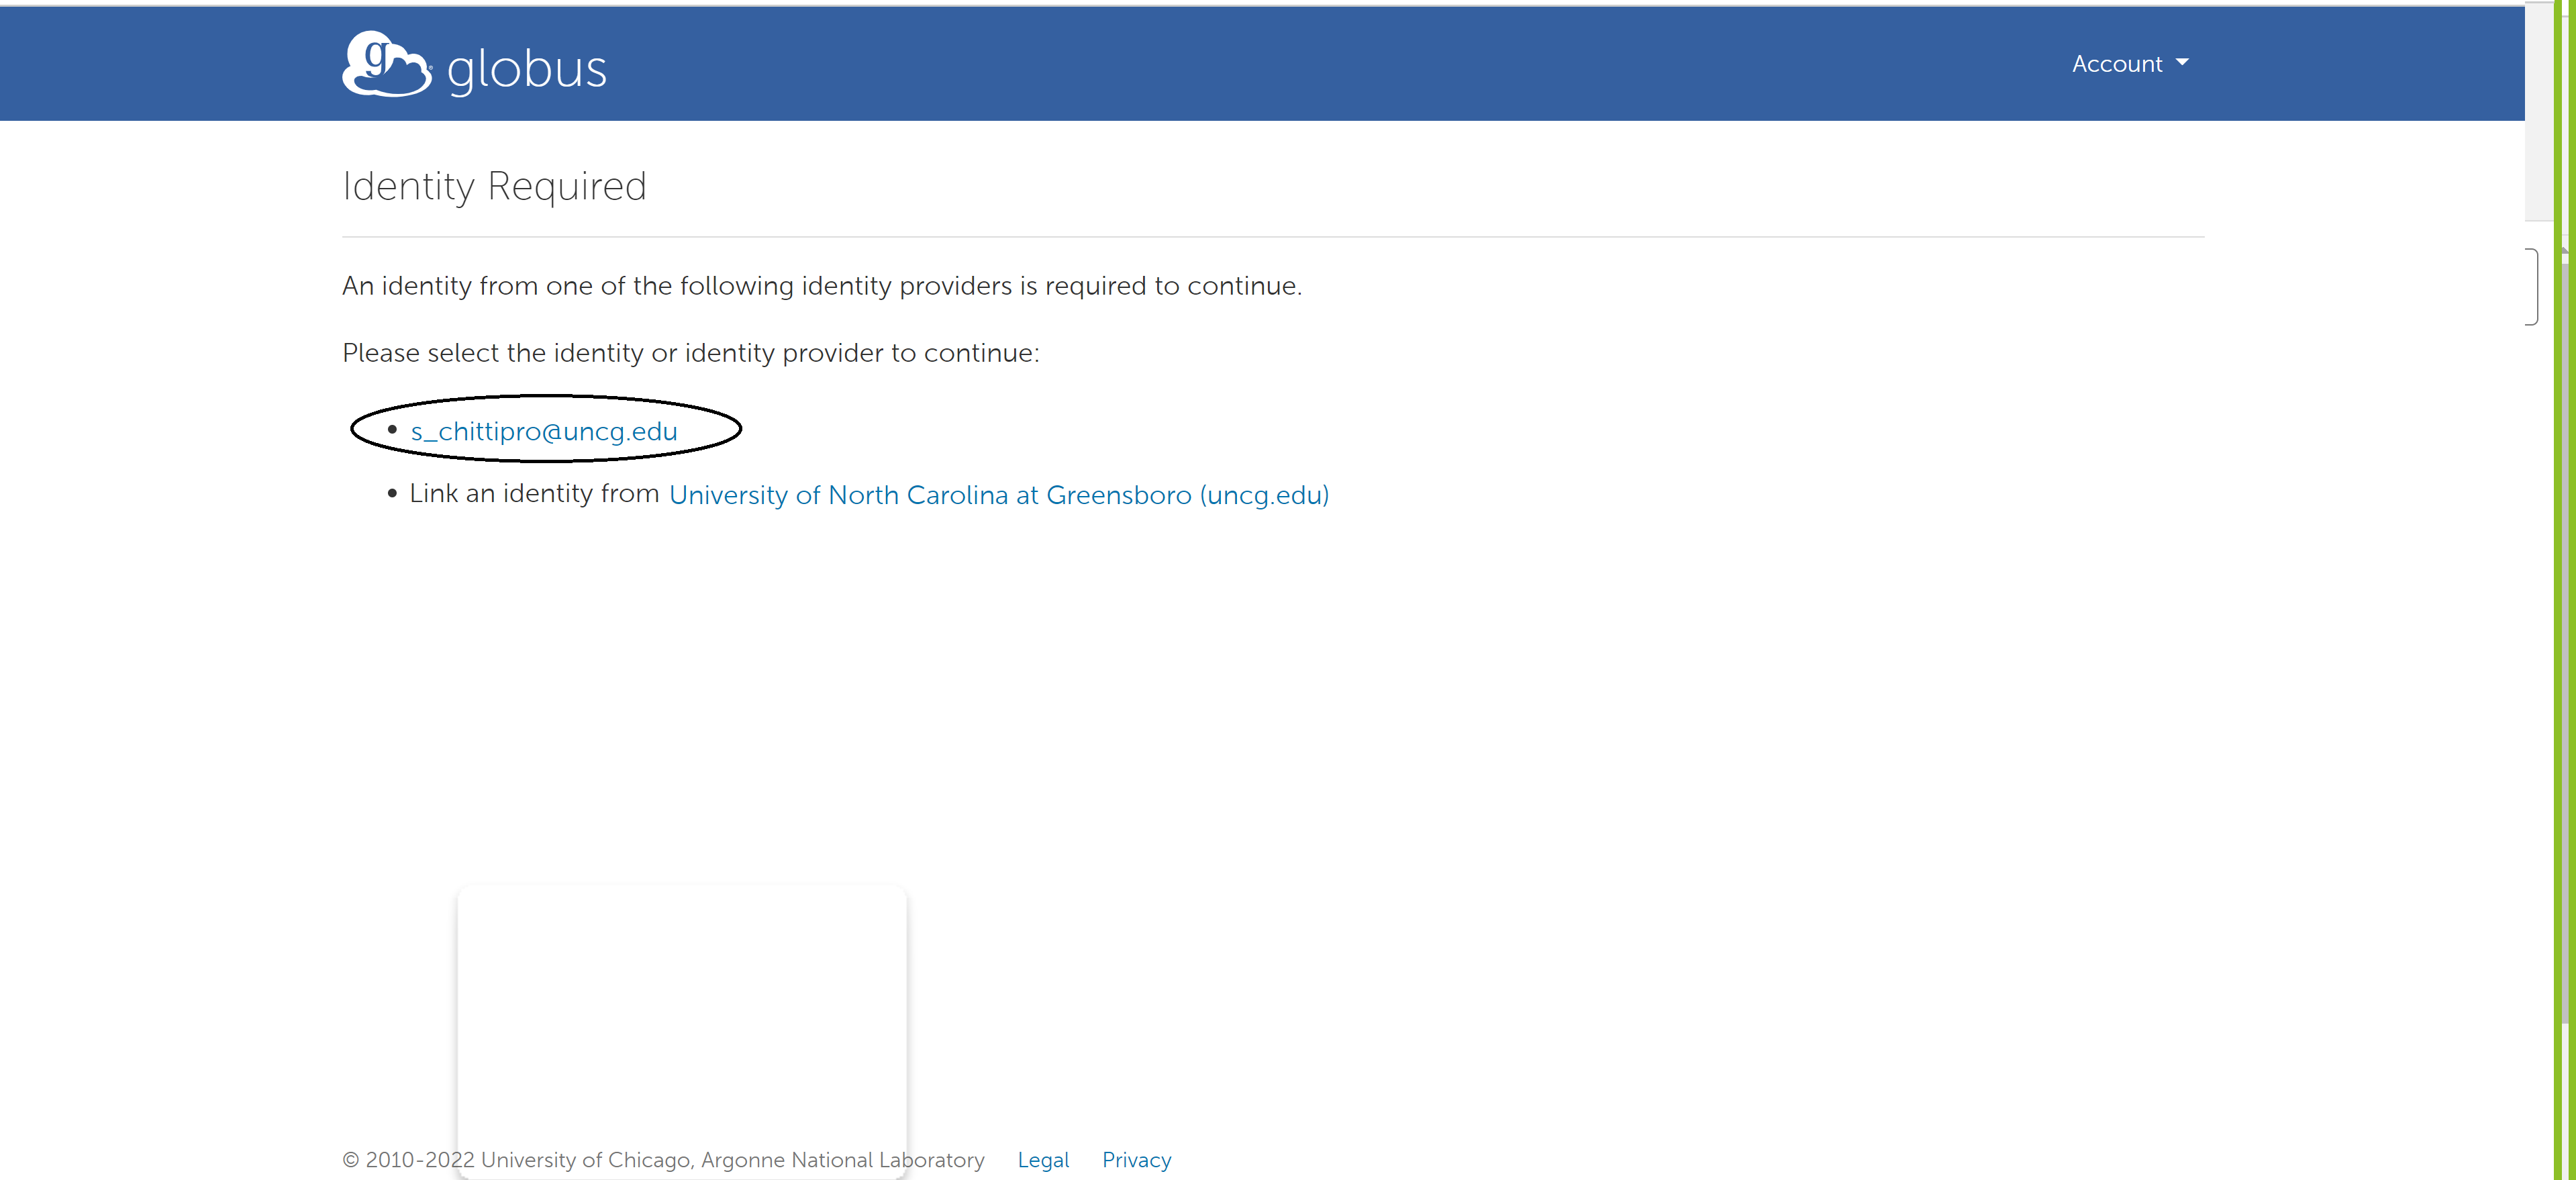 globus
Account
Identity Required
An identity from one of the following identity providers is required to continue.
Please select the identity or identity provider to continue:
• s_chittipro@uncg.edu
• Link an identity from University of North Carolina at Greensboro (uncg.edu)
© 2010-2022 University of Chicago, Argonne National Laboratory Legal Privacy